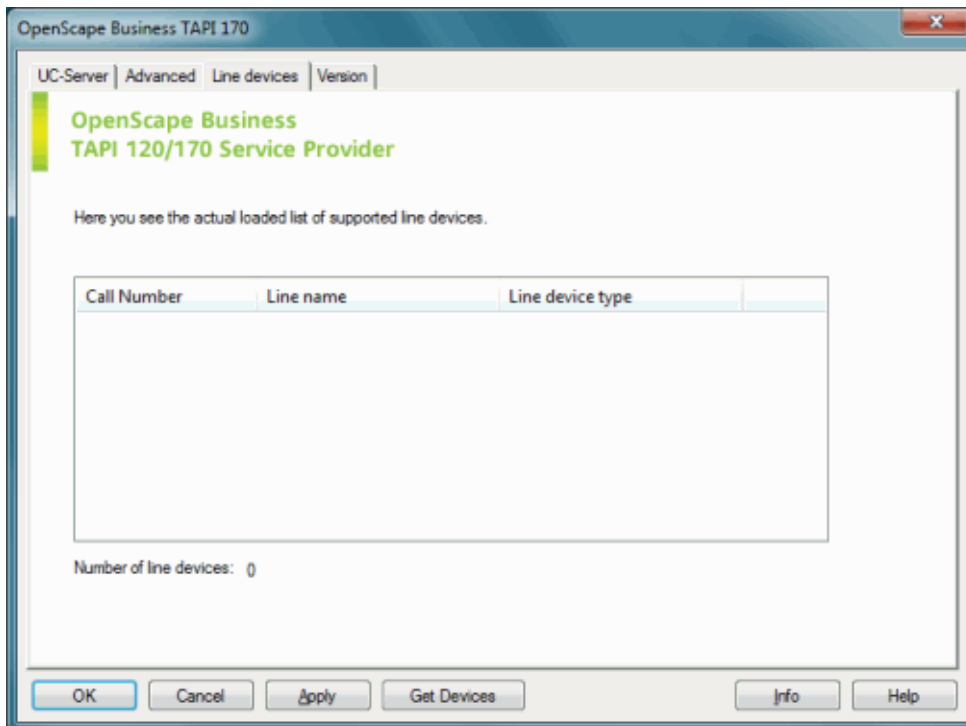 OpenScape Business TAPI 170
UC-Server Advanced Line devices Version
OpenScape Business
TAPI 120/170 Service Provider
Here you see the actual loaded list of supported line devices.
Call Number Line name Line device type
Number of line devices: 0
OK Cancel Apply Get Devices Info Help